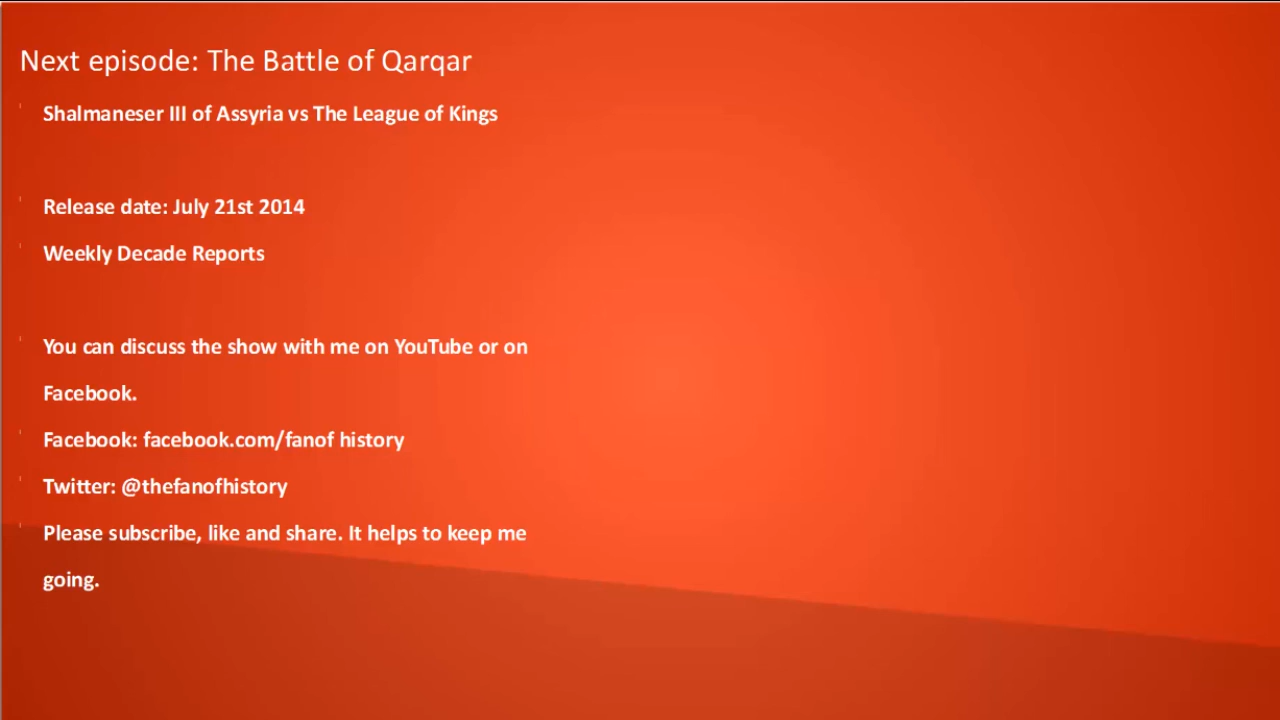 Next episode: The Battle of Qarqar
Shalmaneser III of Assyria vs The League of Kings
Release date: July 21st 2014
Weekly Decade Reports
You can discuss the show with me on YouTube or on
Facebook.
Facebook: facebook.com/fanof history
Twitter: @thefanofhistory
Please subscribe, like and share. It helps to keep me
going.